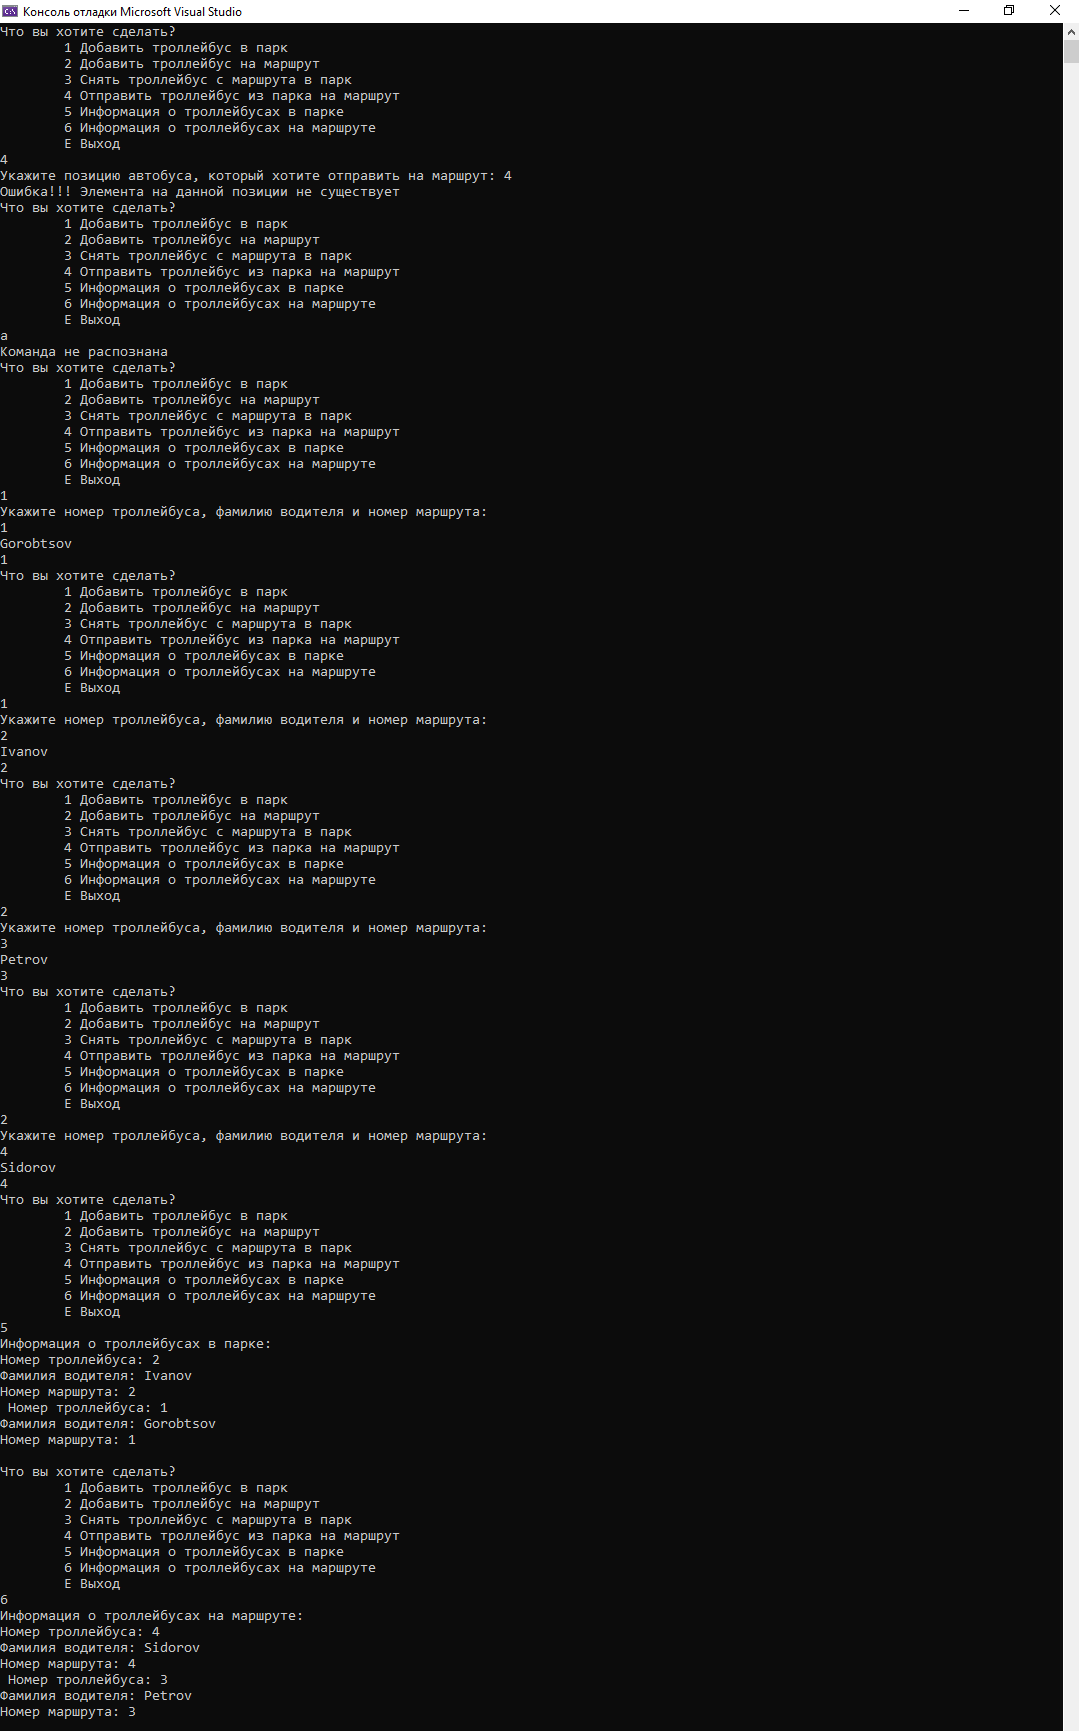 Консоль отладки Microsoft Visual Studio
Что вы хотите сделать?
1 Добавить троллейбус в парк
2 Добавить троллейбус на маршрут
3 Снять троллейбус с маршрута в парк
4 Отправить троллейбус из парка на маршрут
5 Информация о троллейбусах в парке
6 Информация о троллейбусах на маршруте
E Выход
4
Укажите позицию автобуса, который хотите отправить на маршрут: 4
Ошибка!!! Элемента на данной позиции не существует
Что вы хотите сделать?
1 Добавить троллейбус в парк
2 Добавить троллейбус на маршрут
3 Снять троллейбус с маршрута в парк
4 Отправить троллейбус из парка на маршрут
5 Информация о троллейбусах в парке
6 Информация о троллейбусах на маршруте
E Выход
a
Команда не распознана
Что вы хотите сделать?
1 Добавить троллейбус в парк
2 Добавить троллейбус на маршрут
3 Снять троллейбус с маршрута в парк
4 Отправить троллейбус из парка на маршрут
5 Информация о троллейбусах в парке
6 Информация о троллейбусах на маршруте
E Выход
1
Укажите номер троллейбуса, фамилию водителя и номер маршрута:
1
Gorobtsov
1
Что вы хотите сделать?
1 Добавить троллейбус в парк
2 Добавить троллейбус на маршрут
3 Снять троллейбус с маршрута в парк
4 Отправить троллейбус из парка на маршрут
5 Информация о троллейбусах в парке
6 Информация о троллейбусах на маршруте
E Выход
1
Укажите номер троллейбуса, фамилию водителя и номер маршрута:
2
Ivanov
2
Что вы хотите сделать?
1 Добавить троллейбус в парк
2 Добавить троллейбус на маршрут
3 Снять троллейбус с маршрута в парк
4 Отправить троллейбус из парка на маршрут
5 Информация о троллейбусах в парке
6 Информация о троллейбусах на маршруте
E Выход
2
Укажите номер троллейбуса, фамилию водителя и номер маршрута:
3
Petrov
3
Что вы хотите сделать?
1 Добавить троллейбус в парк
2 Добавить троллейбус на маршрут
3 Снять троллейбус с маршрута в парк
4 Отправить троллейбус из парка на маршрут
5 Информация о троллейбусах в парке
6 Информация о троллейбусах на маршруте
E Выход
2
Укажите номер троллейбуса, фамилию водителя и номер маршрута:
4
Sidorov
4
Что вы хотите сделать?
1 Добавить троллейбус в парк
2 Добавить троллейбус на маршрут
3 Снять троллейбус с маршрута в парк
4 Отправить троллейбус из парка на маршрут
5 Информация о троллейбусах в парке
6 Информация о троллейбусах на маршруте
E Выход
5
Информация о троллейбусах в парке:
Номер троллейбуса: 2
Фамилия водителя: Ivanov
Номер маршрута: 2
Номер троллейбуса: 1
Фамилия водителя: Gorobtsov
Номер маршрута: 1
Что вы хотите сделать?
1 Добавить троллейбус в парк
2 Добавить троллейбус на маршрут
3 Снять троллейбус с маршрута в парк
4 Отправить троллейбус из парка на маршрут
5 Информация о троллейбусах в парке
6 Информация о троллейбусах на маршруте
E Выход
6
Информация о троллейбусах на маршруте:
Номер троллейбуса: 4
Фамилия водителя: Sidorov
Номер маршрута: 4
Номер троллейбуса: 3
Фамилия водителя: Petrov
Номер маршрута: 3